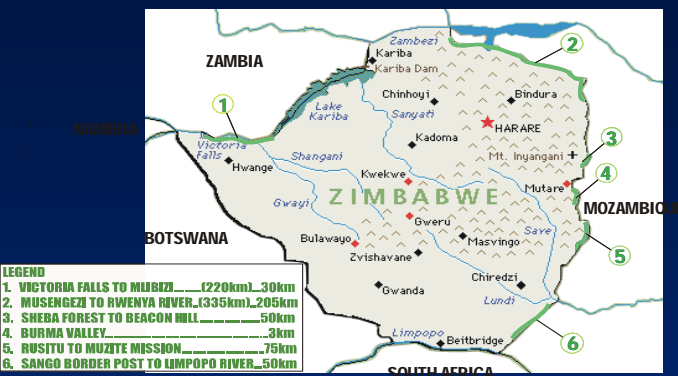 Zambezi
Kariba
Kariba Dam
ZAMBIA
2
Chinhoyi
Bindura
1
Lake
Kariba
Sanyati
HARARE
NAMIBIA
Kadoma
3
Victoria
Falls
Mt. Inyangani
Hwange
Shangani
Kwekwe
4
Mutare
Gwayi
ZIMBABWE
MOZAMBIQ
Gweru
Save
BOTSWANA
Bulawayo
Masvingo
5
Zvishavane
LEGEND
1. VICTORIA FALLS TO MLIBIZI........(220km)...30km
2. MUSENGEZI TO RWENYA RIVER..(335km)..205km
3. SHEBA FOREST TO BEACON HILL..................50km
4. BURMA VALLEY................................................3km
5. RUSITU TO MUZITE MISSION........................75km
6. SANGO BORDER POST TO LIMPOPO RIVER...50km
Chiredzi
Gwanda
Lundi
Limpopo
Beitbridge
6
SOUTH AFRICA